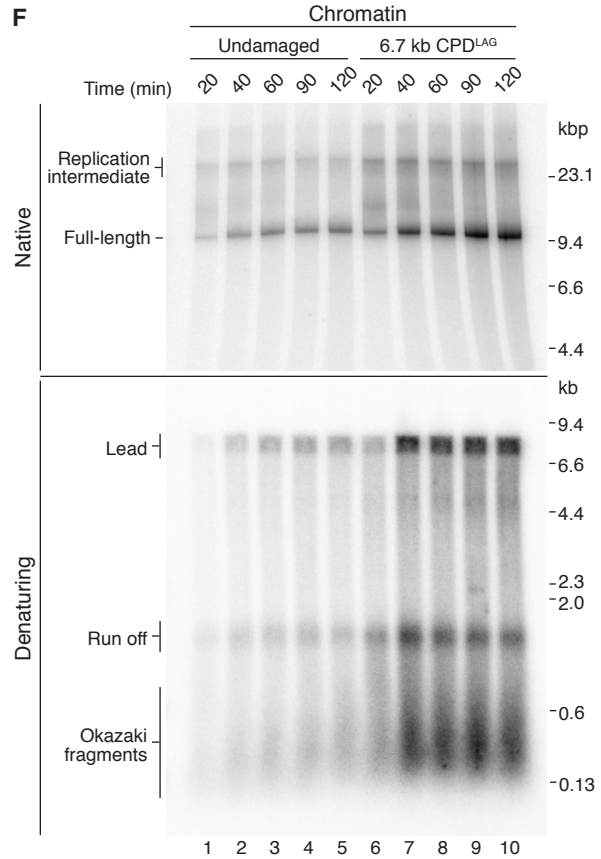 F
Chromatin
Undamaged 6.7 kb CPDᴸᴬᴳ
Time (min) 20 40 60 90 120 20 40 60 90 120
kbp
Replication
intermediate
23.1
Full-length
9.4
6.6
4.4
Native
kb
9.4
Lead
6.6
4.4
2.3
2.0
Run off
0.6
Okazaki
fragments
0.13
Denaturing
1 2 3 4 5 6 7 8 9 10